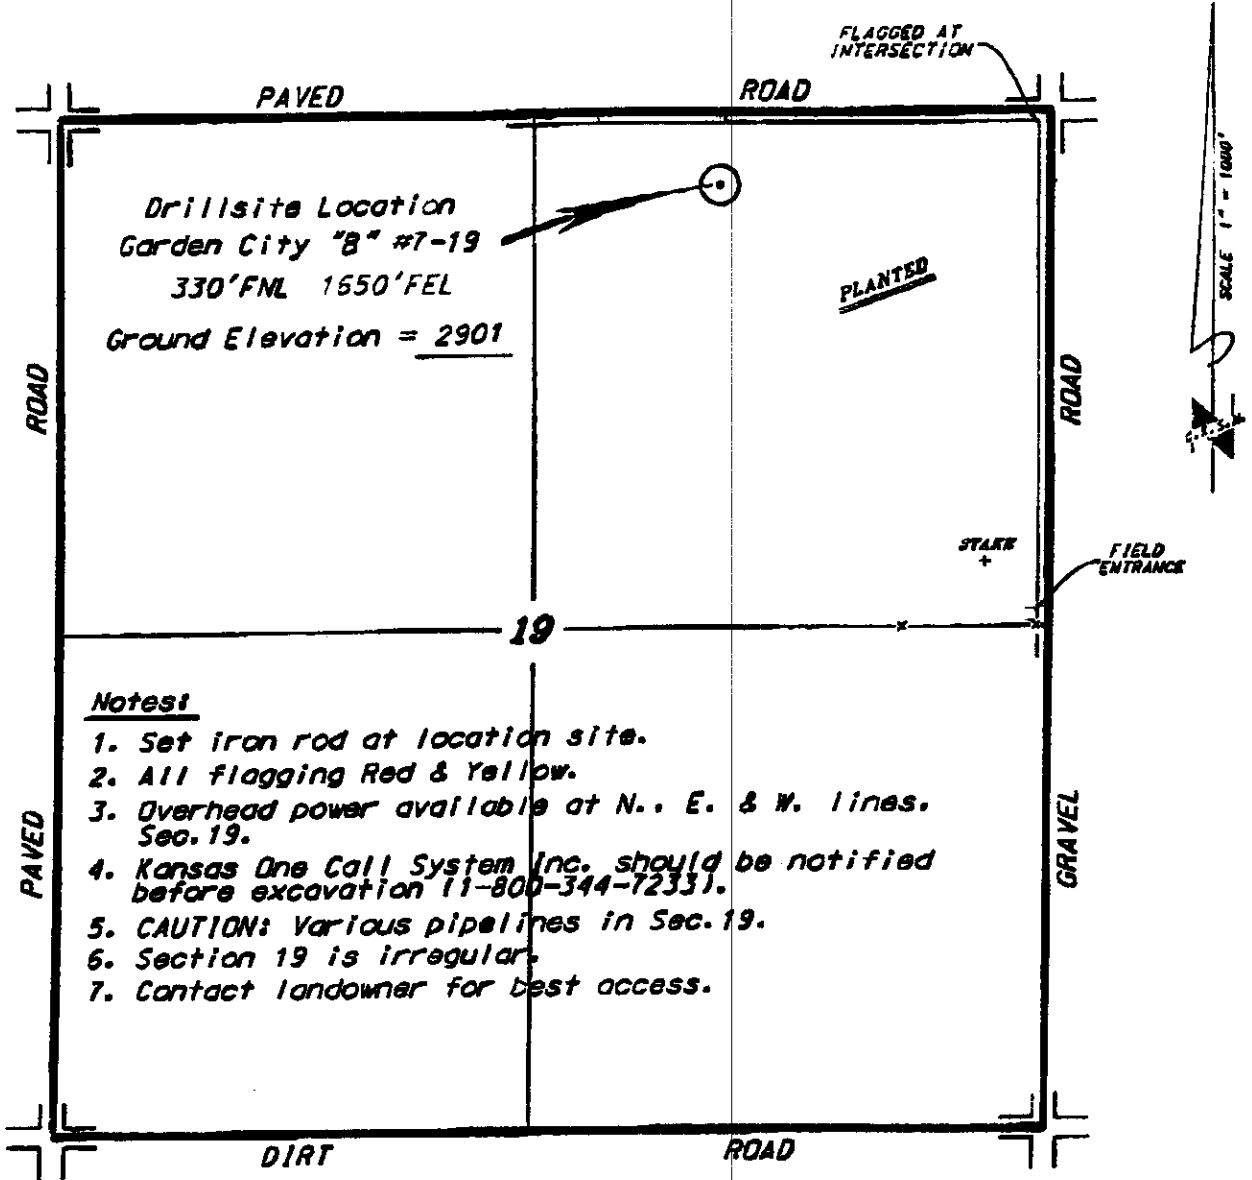 FLAGGED AT
INTERSECTION
PAVED ROAD
SCALE 1" = 1000'
Drillsite Location
Garden City "B" #7-19
330'FNL 1650'FEL
Ground Elevation = 2901
PLANTED
ROAD
ROAD
STAKE
FIELD
ENTRANCE
19
Notes:
1. Set iron rod at location site.
2. All flagging Red & Yellow.
3. Overhead power available at N., E. & W. lines.
Sec. 19.
4. Kansas One Call System Inc. should be notified
before excavation (1-800-344-7233).
5. CAUTION: Various pipelines in Sec. 19.
6. Section 19 is irregular.
7. Contact landowner for best access.
PAVED
GRAVEL
DIRT ROAD